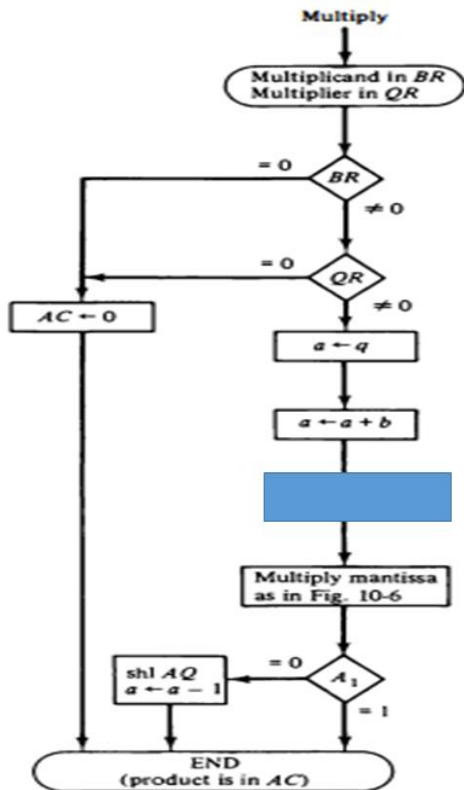 Multiply
Multiplicand in BR
Multiplier in QR
= 0
BR
≠ 0
= 0
QR
≠ 0
AC ← 0
a ← q
a ← a + b
Multiply mantissa
as in Fig. 10-6
= 0
A₁
shl AQ
a ← a − 1
= 1
END
(product is in AC)